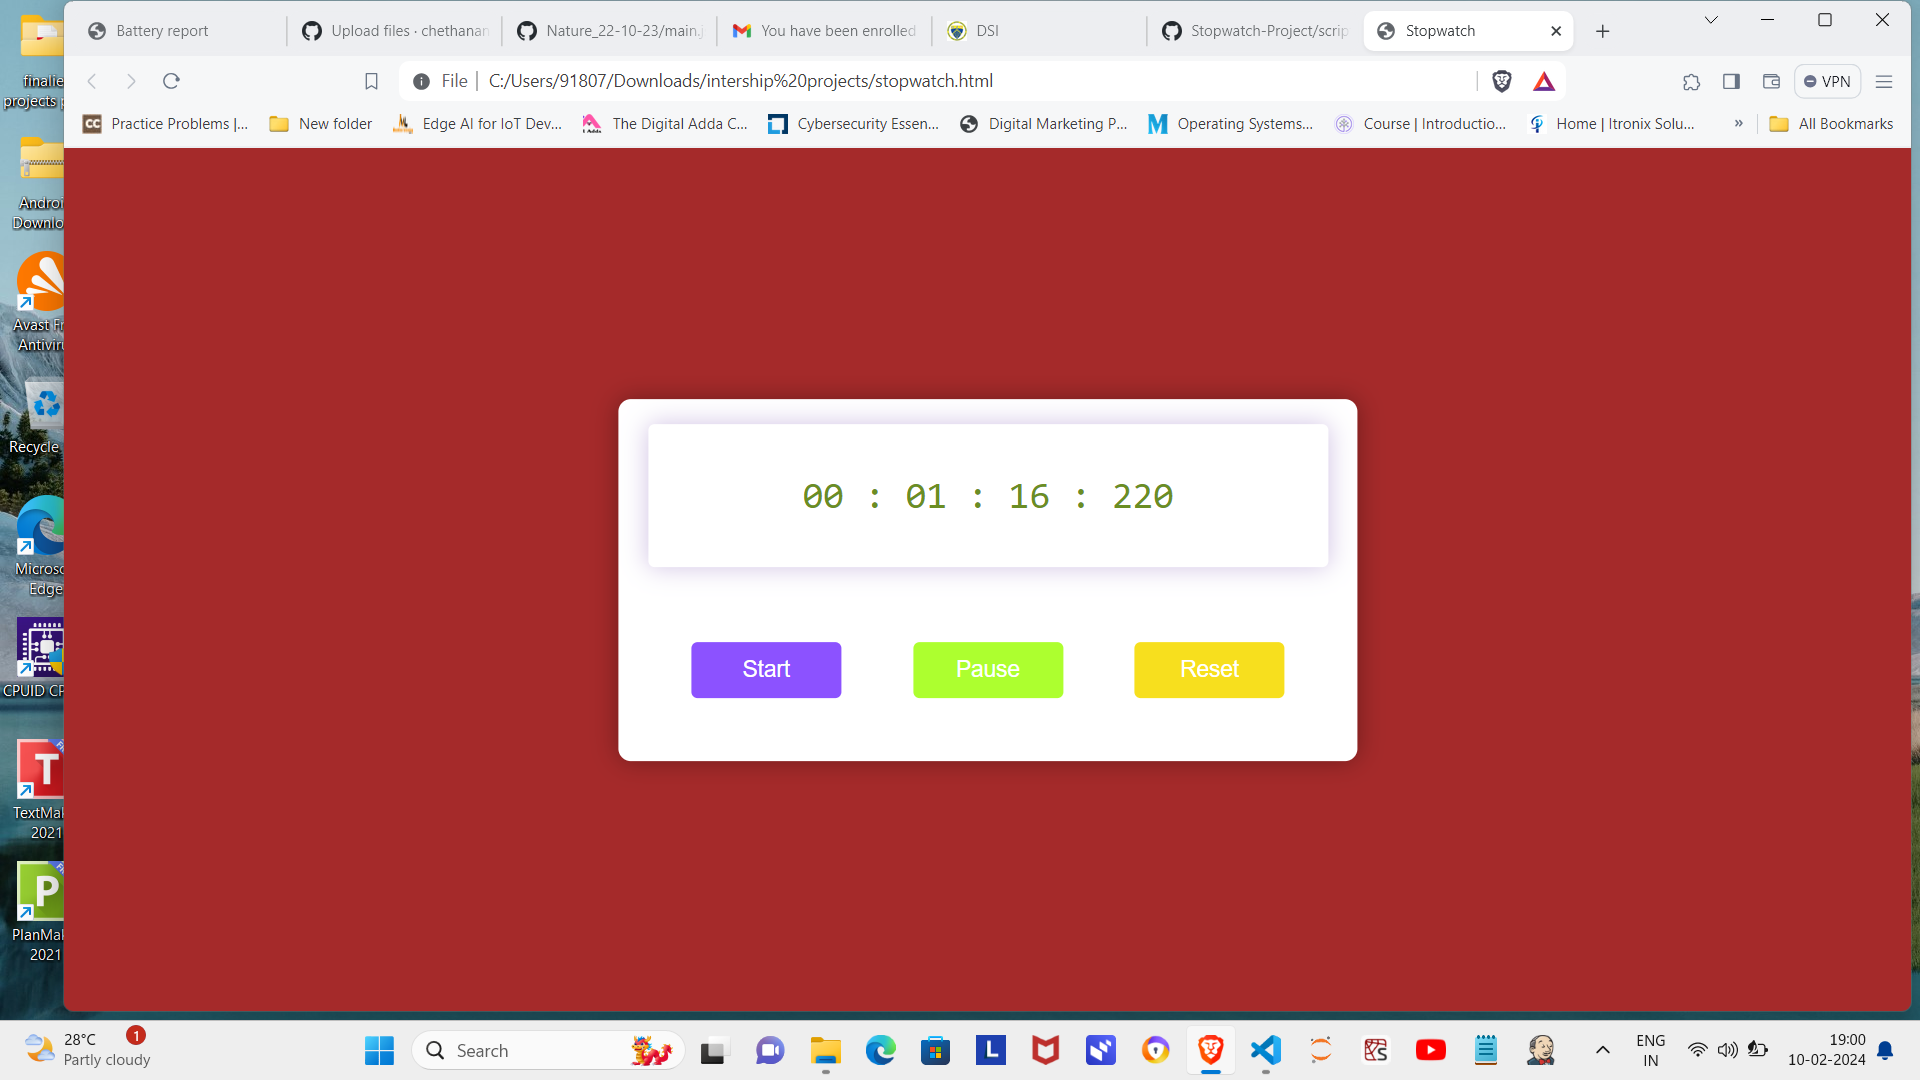 Battery report
Upload files · chethanan
Nature_22-10-23/main.j
You have been enrolled
DSI
Stopwatch-Project/scrip
Stopwatch
File
C:/Users/91807/Downloads/intership%20projects/stopwatch.html
VPN
CC
Practice Problems |...
New folder
Edge AI for IoT Dev...
The Digital Adda C...
Cybersecurity Essen...
Digital Marketing P...
Operating Systems...
Course | Introductio...
Home | Itronix Solu...
»
All Bookmarks
finalie
projects p
Androi
Downlo
Avast Fr
Antiviru
Recycle
Microso
Edge
CPUID CP
TextMak
2021
PlanMak
2021
00 : 01 : 16 : 220
Start
Pause
Reset
28°C
Partly cloudy
1
Search
L
ENG
IN
19:00
10-02-2024